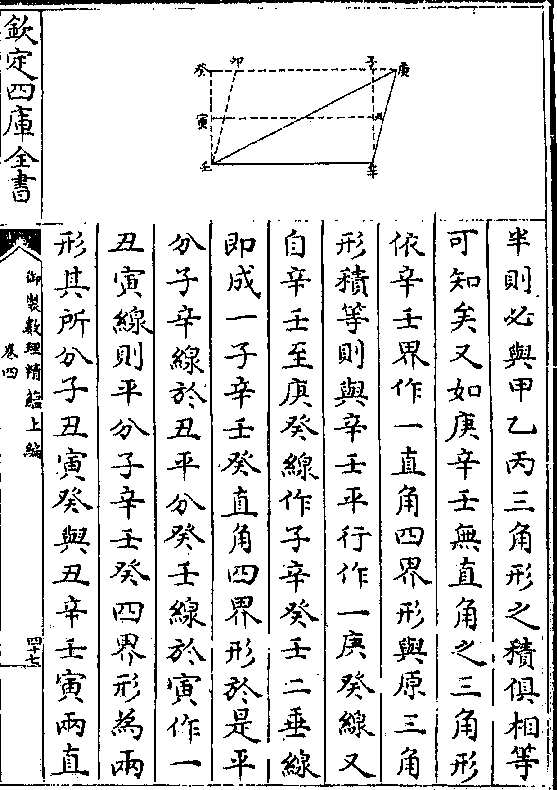 半則必與甲乙丙三角形之積俱相等
可知矣又如庚辛壬無直角之三角形
依辛壬界作一直角四界形與原三角
形積等則與辛壬平行作一庚癸線又
自辛壬至庚癸線作子辛癸壬二垂線
即成一子辛壬癸直角四界形於是平
分子辛線於丑平分癸壬線於寅作一
丑寅線則平分子辛壬癸四界形為兩
形其所分子丑寅癸與丑辛壬寅兩直
癸 卯 子 庚
寅 丑
壬 辛
欽定四庫全書
御製數理精蘊上編
卷四
四十七